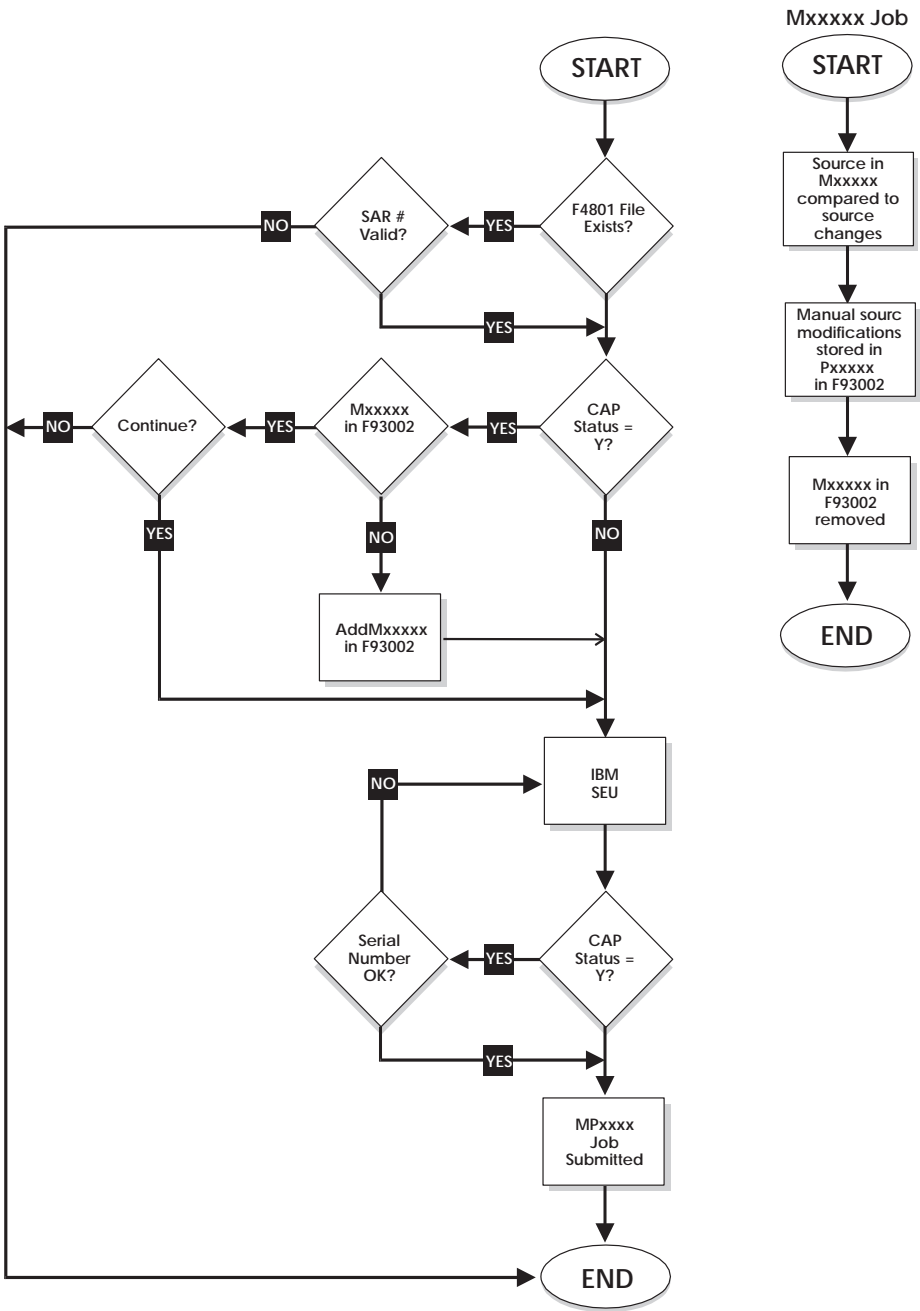 Mxxxxx Job
START
START
Source in
Mxxxxx
compared to
source
changes
F4801 File
Exists?
YES
SAR #
Valid?
NO
YES
Manual sourc
modifications
stored in
Pxxxxx
in F93002
CAP
Status =
Y?
YES
Mxxxxx
in F93002
YES
Continue?
NO
Mxxxxx in
F93002
removed
YES
NO
NO
AddMxxxxx
in F93002
END
IBM
SEU
NO
CAP
Status =
Y?
YES
Serial
Number
OK?
YES
MPxxxx
Job
Submitted
END